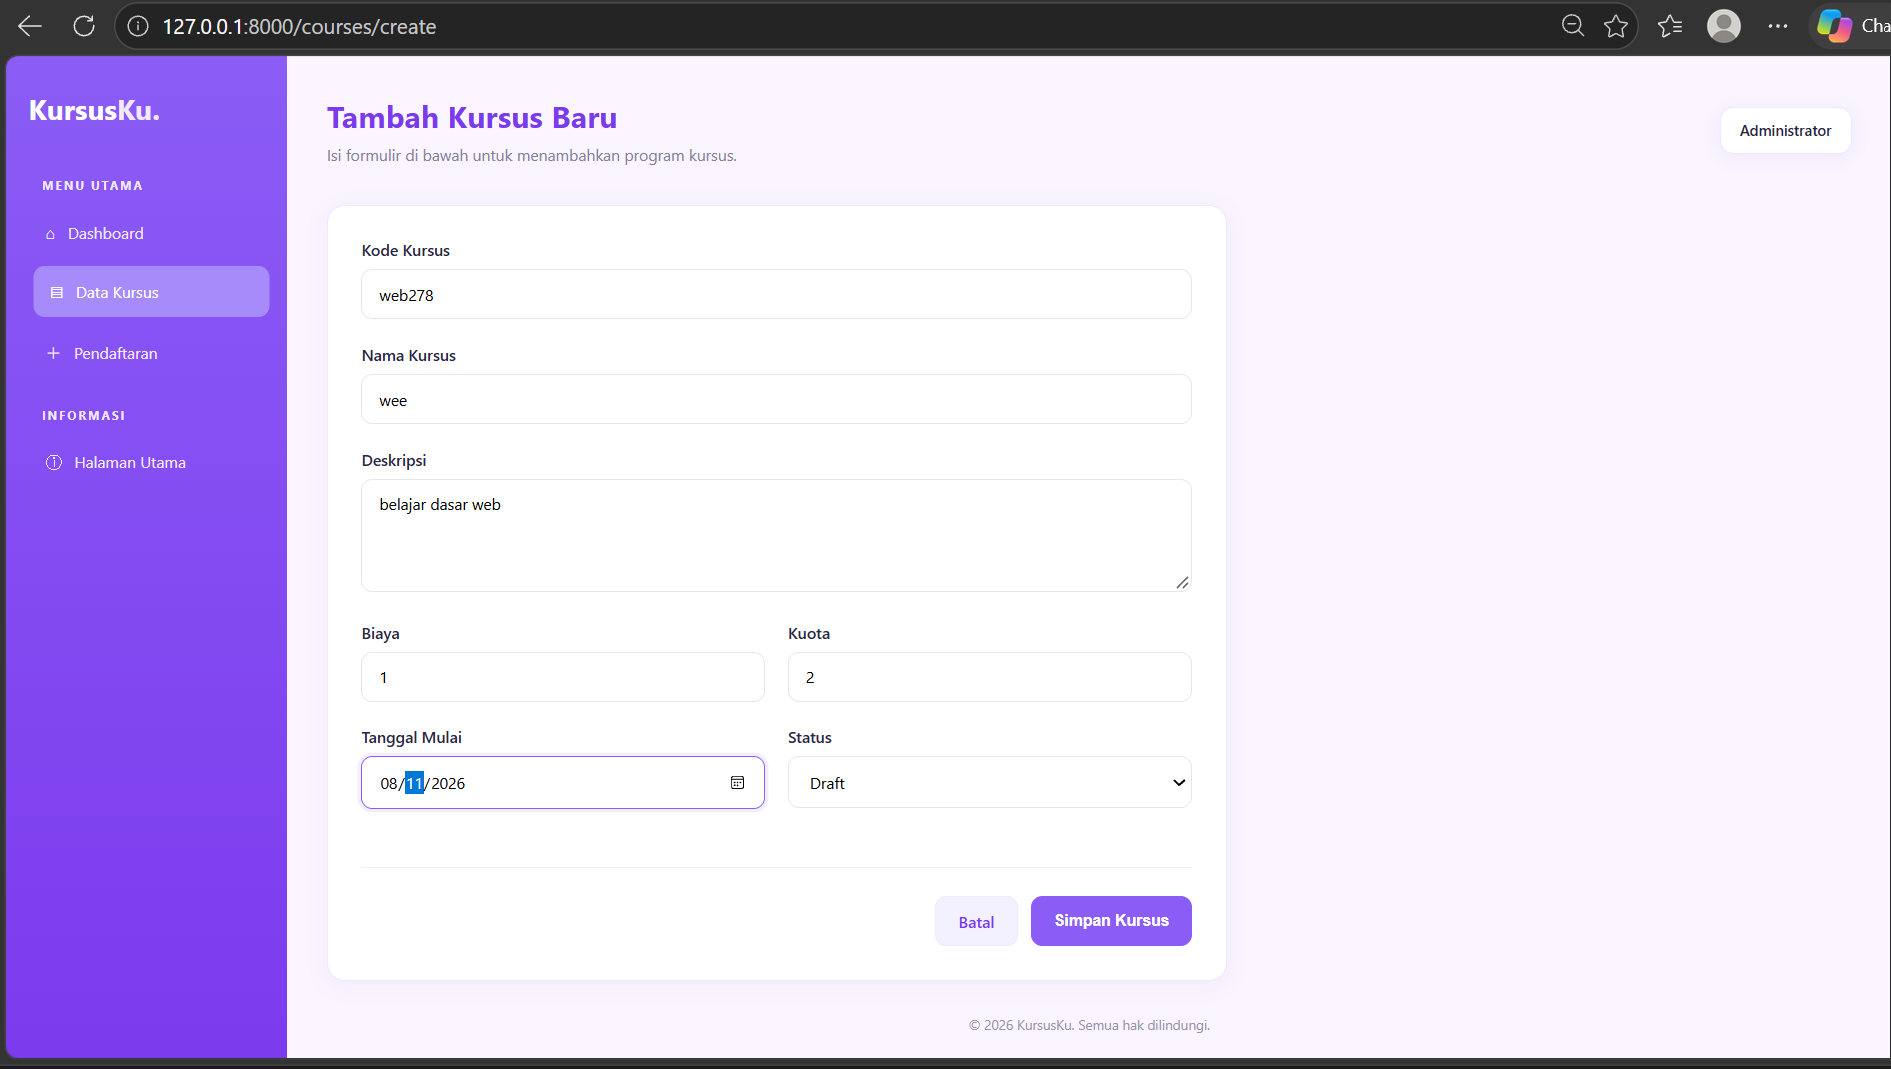 127.0.0.1:8000/courses/create
Cha
KursusKu.
MENU UTAMA
Dashboard
Data Kursus
Pendaftaran
INFORMASI
Halaman Utama
Tambah Kursus Baru
Isi formulir di bawah untuk menambahkan program kursus.
Administrator
Kode Kursus
web278
Nama Kursus
wee
Deskripsi
belajar dasar web
Biaya
Kuota
1
2
Tanggal Mulai
Status
08/11/2026
Draft
Batal
Simpan Kursus
© 2026 KursusKu. Semua hak dilindungi.